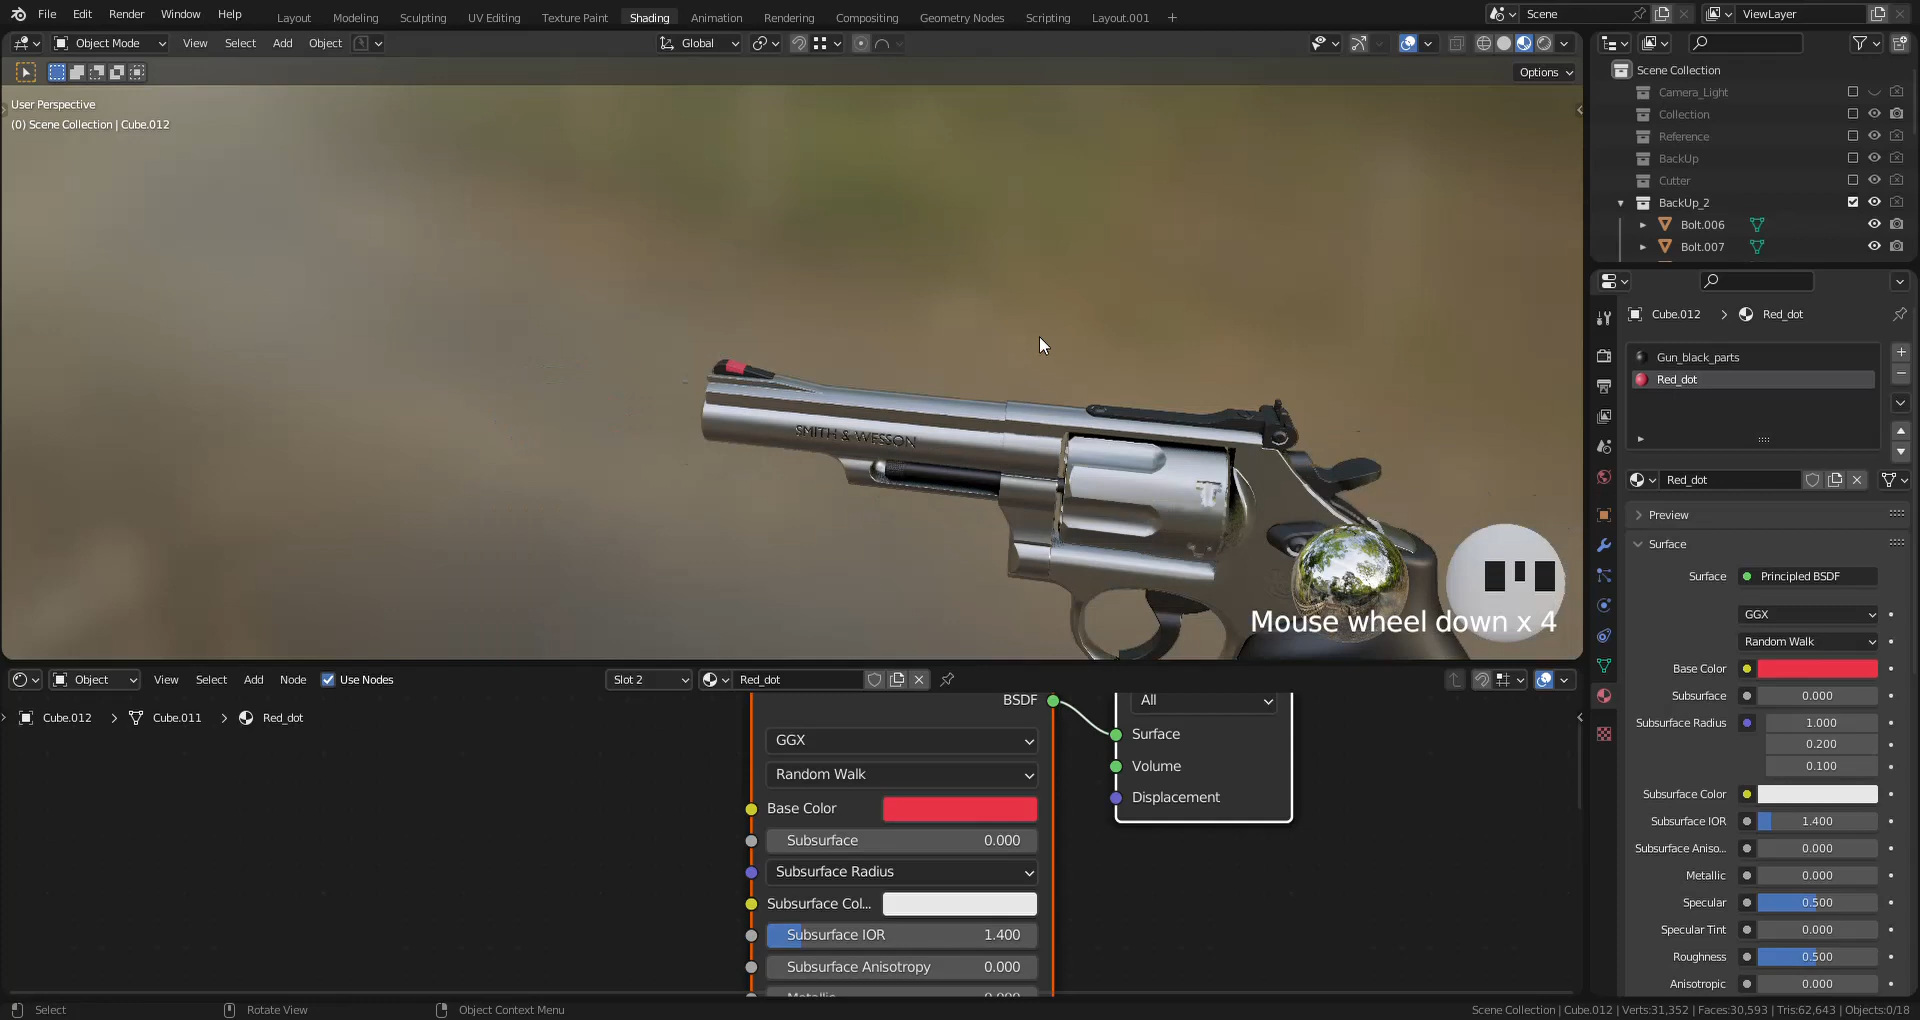 File Edit Render Window Help Layout Modeling Sculpting UV Editing Texture Paint Shading Animation Rendering Compositing Geometry Nodes Scripting Layout.001 + Scene ViewLayer
Object Mode View Select Add Object Global
Options
User Perspective
(0) Scene Collection | Cube.012
SMITH & WESSON
Mouse wheel down x 4
Scene Collection
Camera_Light
Collection
Reference
BackUp
Cutter
BackUp_2
Bolt.006
Bolt.007
Cube.012 > Red_dot
Gun_black_parts
Red_dot
Red_dot
Preview
Surface
Surface Principled BSDF
GGX
Random Walk
Base Color
Subsurface 0.000
Subsurface Radius 1.000
0.200
0.100
Subsurface Color
Subsurface IOR 1.400
Subsurface Aniso... 0.000
Metallic 0.000
Specular 0.500
Specular Tint 0.000
Roughness 0.500
Anisotropic 0.000
Object View Select Add Node Use Nodes Slot 2 Red_dot
Cube.012 > Cube.011 > Red_dot
BSDF
GGX
Random Walk
Base Color
Subsurface 0.000
Subsurface Radius
Subsurface Col...
Subsurface IOR 1.400
Subsurface Anisotropy 0.000
Metallic 0.000
All
Surface
Volume
Displacement
Select Rotate View Object Context Menu Scene Collection | Cube.012 | Verts:31,352 | Faces:30,593 | Tris:62,643 | Objects:0/18